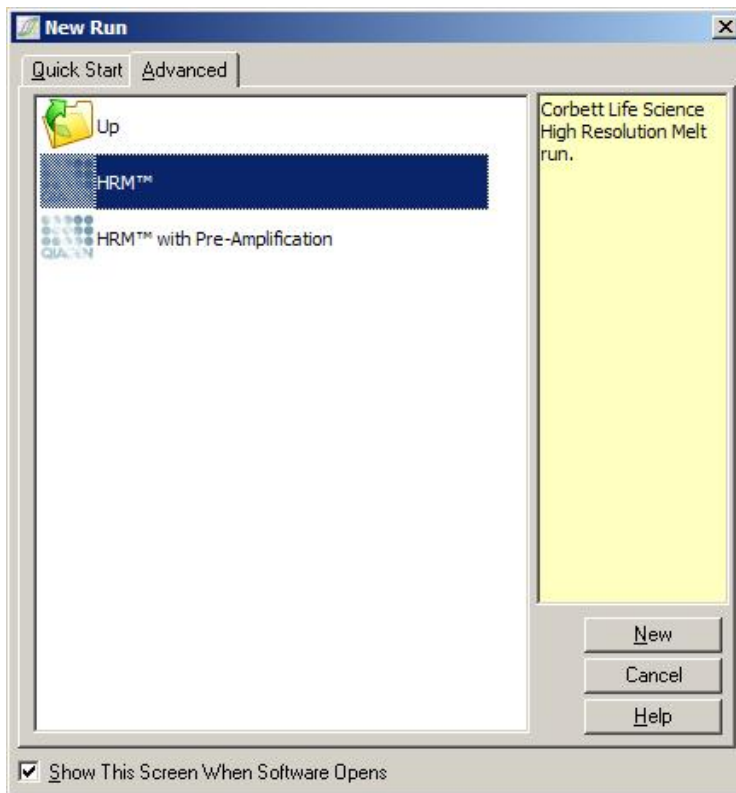 New Run
Quick Start
Advanced
Up
HRM™
HRM™ with Pre-Amplification
QIAGEN
Corbett Life Science
High Resolution Melt
run.
New
Cancel
Help
Show This Screen When Software Opens